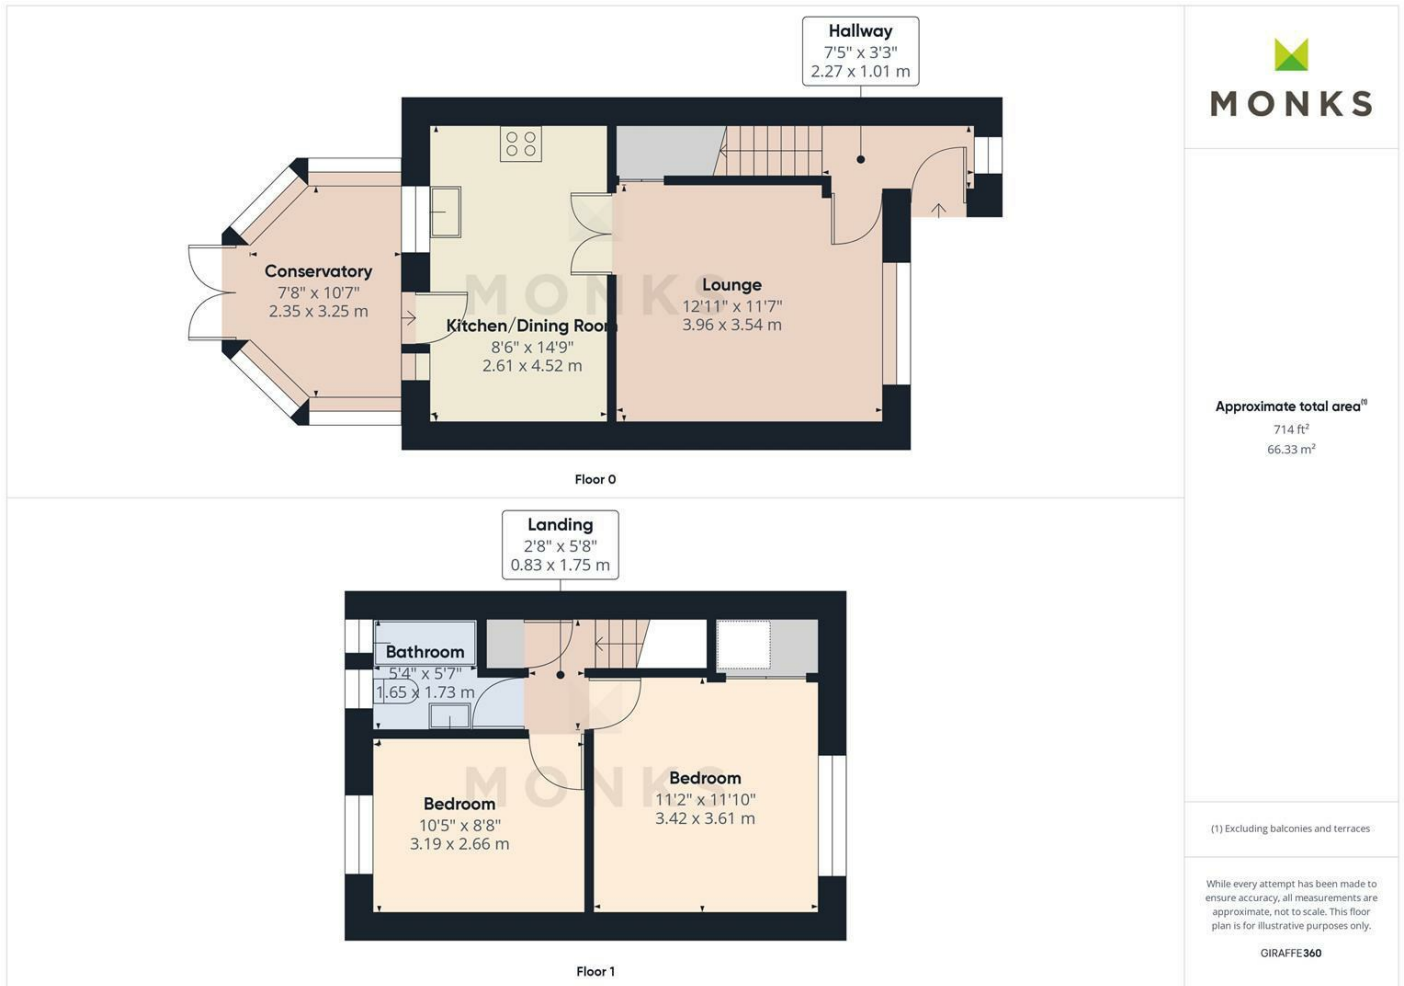 Hallway
7'5" x 3'3"
2.27 x 1.01 m
MONKS
Conservatory
7'8" x 10'7"
2.35 x 3.25 m
Kitchen/Dining Room
8'6" x 14'9"
2.61 x 4.52 m
Lounge
12'11" x 11'7"
3.96 x 3.54 m
MONKS
Floor 0
Landing
2'8" x 5'8"
0.83 x 1.75 m
Bathroom
5'4" x 5'7"
1.65 x 1.73 m
Bedroom
10'5" x 8'8"
3.19 x 2.66 m
Bedroom
11'2" x 11'10"
3.42 x 3.61 m
MONKS
Floor 1
Approximate total area(1)
714 ft²
66.33 m²
(1) Excluding balconies and terraces
While every attempt has been made to
ensure accuracy, all measurements are
approximate, not to scale. This floor
plan is for illustrative purposes only.
GIRAFFE360